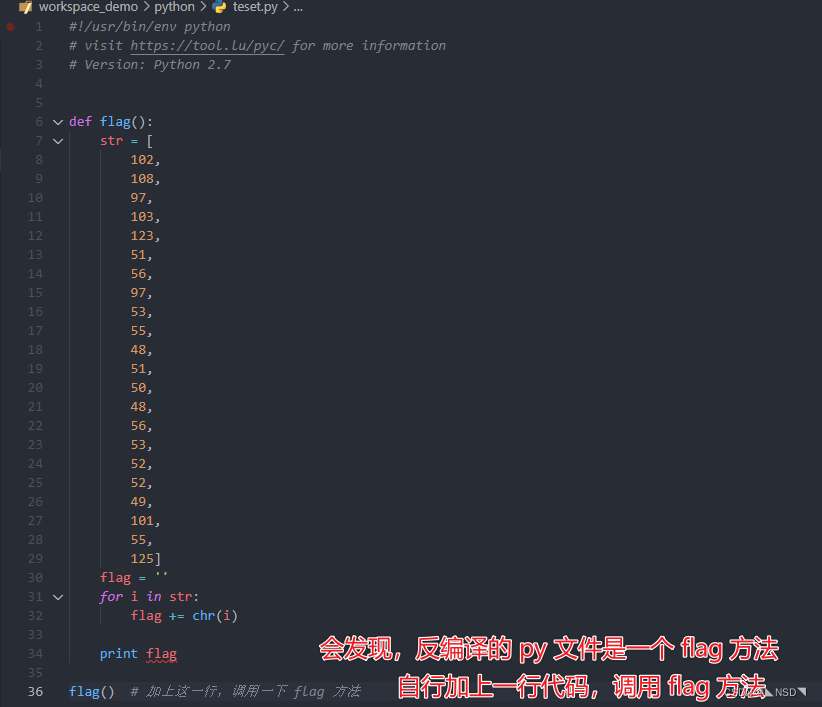 workspace_demo > python > teset.py > ...
1 #!/usr/bin/env python
2 # visit https://tool.lu/pyc/ for more information
3 # Version: Python 2.7
4
5
6 def flag():
7 str = [
8 102,
9 108,
10 97,
11 103,
12 123,
13 51,
14 56,
15 97,
16 53,
17 55,
18 48,
19 51,
20 50,
21 48,
22 56,
23 53,
24 52,
25 52,
26 49,
27 101,
28 55,
29 125]
30 flag = ''
31 for i in str:
32 flag += chr(i)
33
34 print flag
会发现，反编译的 py 文件是一个 flag 方法
35
36 flag() # 加上这一行，调用一下 flag 方法
自行加上一行代码，调用 flag 方法